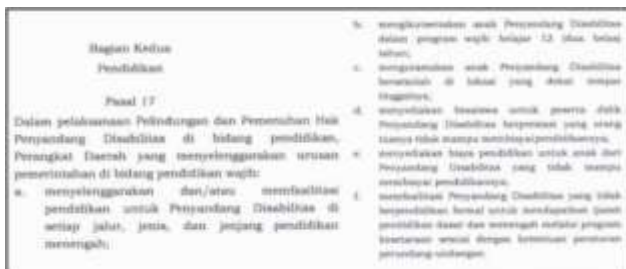 Bagian Kedua
Pendidikan
Pasal 17
Dalam pelaksanaan Pelindungan dan Pemenuhan Hak
Penyandang Disabilitas di bidang pendidikan,
Perangkat Daerah yang menyelenggarakan urusan
pemerintahan di bidang pendidikan wajib:
a. menyelenggarakan dan/atau memfasilitasi
pendidikan untuk Penyandang Disabilitas di
setiap jalur, jenis, dan jenjang pendidikan
menengah;
b. mengikutsertakan anak Penyandang Disabilitas
dalam program wajib belajar 12 (dua belas)
tahun;
c. mengutamakan anak Penyandang Disabilitas
bersekolah di lokasi yang dekat tempat
tinggalnya;
d. menyediakan beasiswa untuk peserta didik
Penyandang Disabilitas berprestasi yang orang
tuanya tidak mampu membiayai pendidikannya;
e. menyediakan biaya pendidikan untuk anak dari
Penyandang Disabilitas yang tidak mampu
membiayai pendidikannya;
f. memfasilitasi Penyandang Disabilitas yang tidak
berpendidikan formal untuk mendapatkan ijazah
pendidikan dasar dan menengah melalui program
kesetaraan sesuai dengan ketentuan peraturan
perundang-undangan.